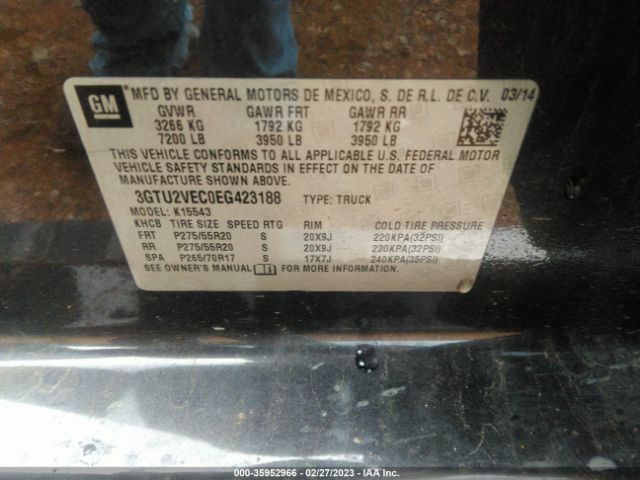 GM
MFD BY GENERAL MOTORS DE MEXICO, S. DE R.L. DE C.V. 03/14
GVWR GAWR FRT GAWR RR
3266 KG 1792 KG 1792 KG
7200 LB 3950 LB 3950 LB
THIS VEHICLE CONFORMS TO ALL APPLICABLE U.S. FEDERAL MOTOR
VEHICLE SAFETY STANDARDS IN EFFECT ON THE DATE OF
MANUFACTURE SHOWN ABOVE.
3GTU2VEC0EG423188 TYPE: TRUCK
MODEL: K15543
KHCB TIRE SIZE SPEED RTG RIM COLD TIRE PRESSURE
FRT P275/55R20 S 20X9J 220KPA(32PSI)
RR P275/55R20 S 20X9J 220KPA(32PSI)
SPA P265/70R17 S 17X7J 240KPA(35PSI)
SEE OWNER'S MANUAL FOR MORE INFORMATION.
000-35952966 - 02/27/2023 - IAA Inc.